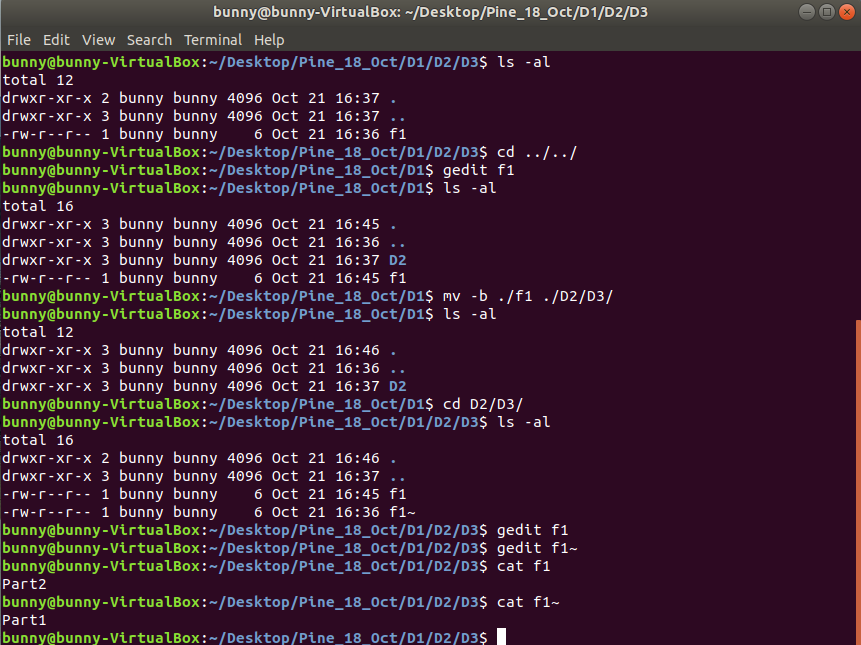 bunny@bunny-VirtualBox: ~/Desktop/Pine_18_Oct/D1/D2/D3
File Edit View Search Terminal Help
bunny@bunny-VirtualBox:~/Desktop/Pine_18_Oct/D1/D2/D3$ ls -al
total 12
drwxr-xr-x 2 bunny bunny 4096 Oct 21 16:37 .
drwxr-xr-x 3 bunny bunny 4096 Oct 21 16:37 ..
-rw-r--r-- 1 bunny bunny    6 Oct 21 16:36 f1
bunny@bunny-VirtualBox:~/Desktop/Pine_18_Oct/D1/D2/D3$ cd ../../
bunny@bunny-VirtualBox:~/Desktop/Pine_18_Oct/D1$ gedit f1
bunny@bunny-VirtualBox:~/Desktop/Pine_18_Oct/D1$ ls -al
total 16
drwxr-xr-x 3 bunny bunny 4096 Oct 21 16:45 .
drwxr-xr-x 3 bunny bunny 4096 Oct 21 16:36 ..
drwxr-xr-x 3 bunny bunny 4096 Oct 21 16:37 D2
-rw-r--r-- 1 bunny bunny    6 Oct 21 16:45 f1
bunny@bunny-VirtualBox:~/Desktop/Pine_18_Oct/D1$ mv -b ./f1 ./D2/D3/
bunny@bunny-VirtualBox:~/Desktop/Pine_18_Oct/D1$ ls -al
total 12
drwxr-xr-x 3 bunny bunny 4096 Oct 21 16:46 .
drwxr-xr-x 3 bunny bunny 4096 Oct 21 16:36 ..
drwxr-xr-x 3 bunny bunny 4096 Oct 21 16:37 D2
bunny@bunny-VirtualBox:~/Desktop/Pine_18_Oct/D1$ cd D2/D3/
bunny@bunny-VirtualBox:~/Desktop/Pine_18_Oct/D1/D2/D3$ ls -al
total 16
drwxr-xr-x 2 bunny bunny 4096 Oct 21 16:46 .
drwxr-xr-x 3 bunny bunny 4096 Oct 21 16:37 ..
-rw-r--r-- 1 bunny bunny    6 Oct 21 16:45 f1
-rw-r--r-- 1 bunny bunny    6 Oct 21 16:36 f1~
bunny@bunny-VirtualBox:~/Desktop/Pine_18_Oct/D1/D2/D3$ gedit f1
bunny@bunny-VirtualBox:~/Desktop/Pine_18_Oct/D1/D2/D3$ gedit f1~
bunny@bunny-VirtualBox:~/Desktop/Pine_18_Oct/D1/D2/D3$ cat f1
Part2
bunny@bunny-VirtualBox:~/Desktop/Pine_18_Oct/D1/D2/D3$ cat f1~
Part1
bunny@bunny-VirtualBox:~/Desktop/Pine_18_Oct/D1/D2/D3$